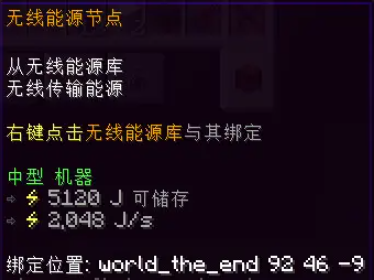 无线能源节点
从无线能源库
无线传输能源
右键点击无线能源库与其绑定
中型 机器
⇨ ⚡ 5120 J 可储存
⇨ ⚡ 2,048 J/s
绑定位置: world_the_end 92 46 -9